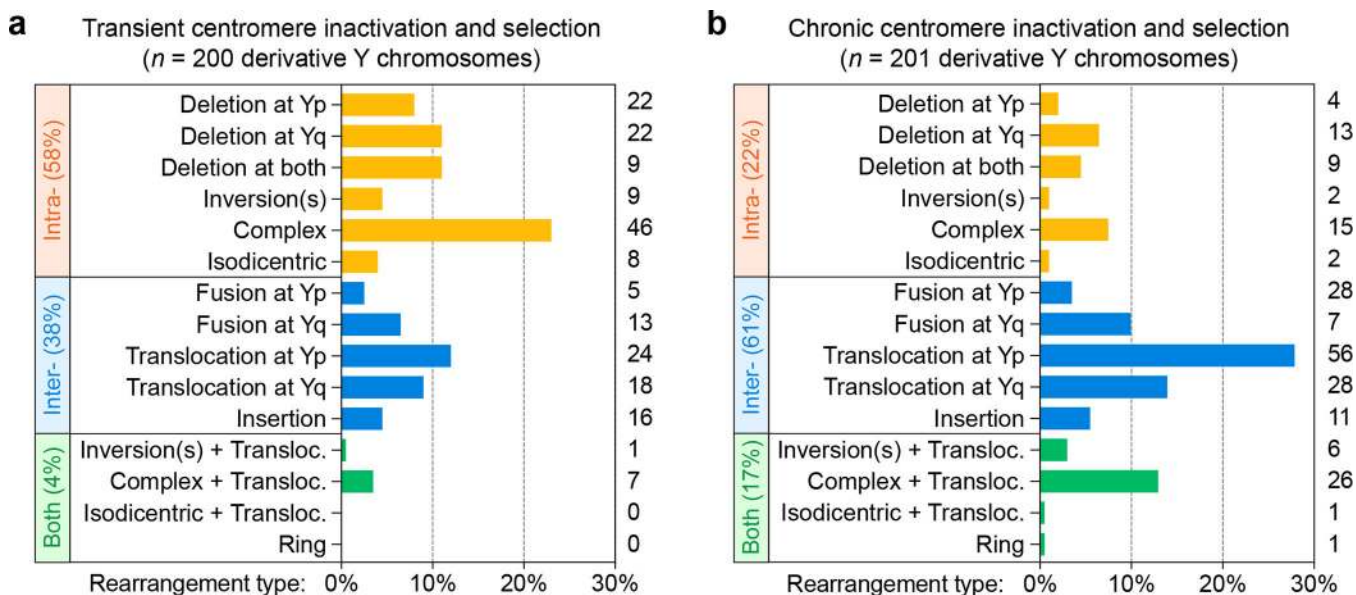 a
Transient centromere inactivation and selection
(n = 200 derivative Y chromosomes)
Intra- (58%)
Deletion at Yp 22
Deletion at Yq 22
Deletion at both 9
Inversion(s) 9
Complex 46
Isodicentric 8
Inter- (38%)
Fusion at Yp 5
Fusion at Yq 13
Translocation at Yp 24
Translocation at Yq 18
Insertion 16
Both (4%)
Inversion(s) + Transloc. 1
Complex + Transloc. 7
Isodicentric + Transloc. 0
Ring 0
Rearrangement type: 0% 10% 20% 30%
b
Chronic centromere inactivation and selection
(n = 201 derivative Y chromosomes)
Intra- (22%)
Deletion at Yp 4
Deletion at Yq 13
Deletion at both 9
Inversion(s) 2
Complex 15
Isodicentric 2
Inter- (61%)
Fusion at Yp 28
Fusion at Yq 7
Translocation at Yp 56
Translocation at Yq 28
Insertion 11
Both (17%)
Inversion(s) + Transloc. 6
Complex + Transloc. 26
Isodicentric + Transloc. 1
Ring 1
Rearrangement type: 0% 10% 20% 30%